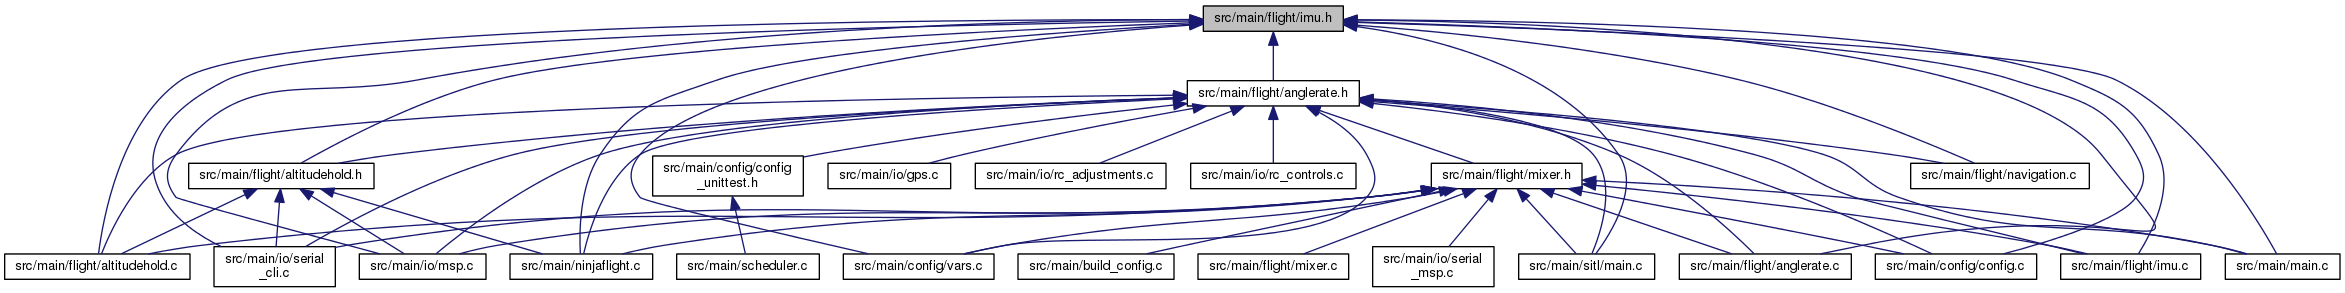 src/main/flight/imu.h
src/main/flight/anglerate.h
src/main/flight/altitudehold.h
src/main/config/config
_unittest.h
src/main/io/gps.c
src/main/io/rc_adjustments.c
src/main/io/rc_controls.c
src/main/flight/mixer.h
src/main/flight/navigation.c
src/main/flight/altitudehold.c
src/main/io/serial
_cli.c
src/main/io/msp.c
src/main/ninjaflight.c
src/main/scheduler.c
src/main/config/vars.c
src/main/build_config.c
src/main/flight/mixer.c
src/main/io/serial
_msp.c
src/main/sitl/main.c
src/main/flight/anglerate.c
src/main/config/config.c
src/main/flight/imu.c
src/main/main.c